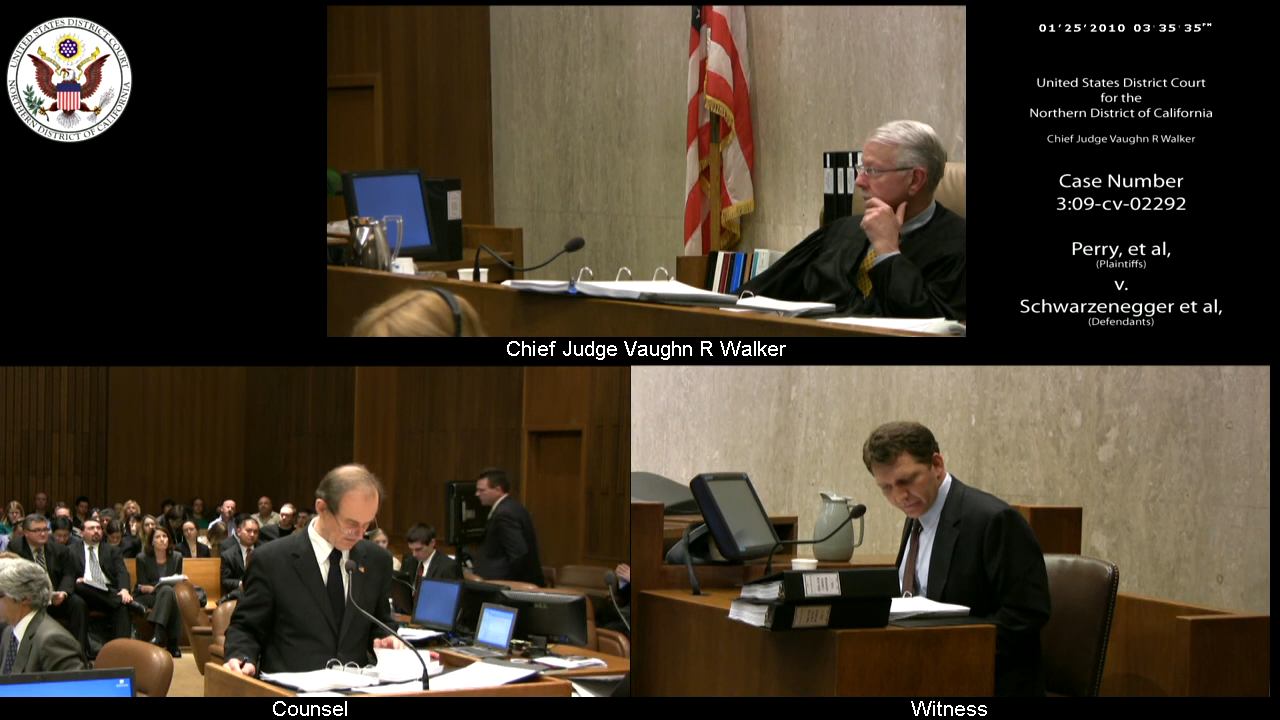 UNITED STATES DISTRICT COURT
NORTHERN DISTRICT OF CALIFORNIA
01'25'2010 03 35 35 PM
United States District Court
for the
Northern District of California
Chief Judge Vaughn R Walker
Case Number
3:09-cv-02292
Perry, et al,
(Plaintiffs)
v.
Schwarzenegger et al,
(Defendants)
Chief Judge Vaughn R Walker
Counsel
Witness